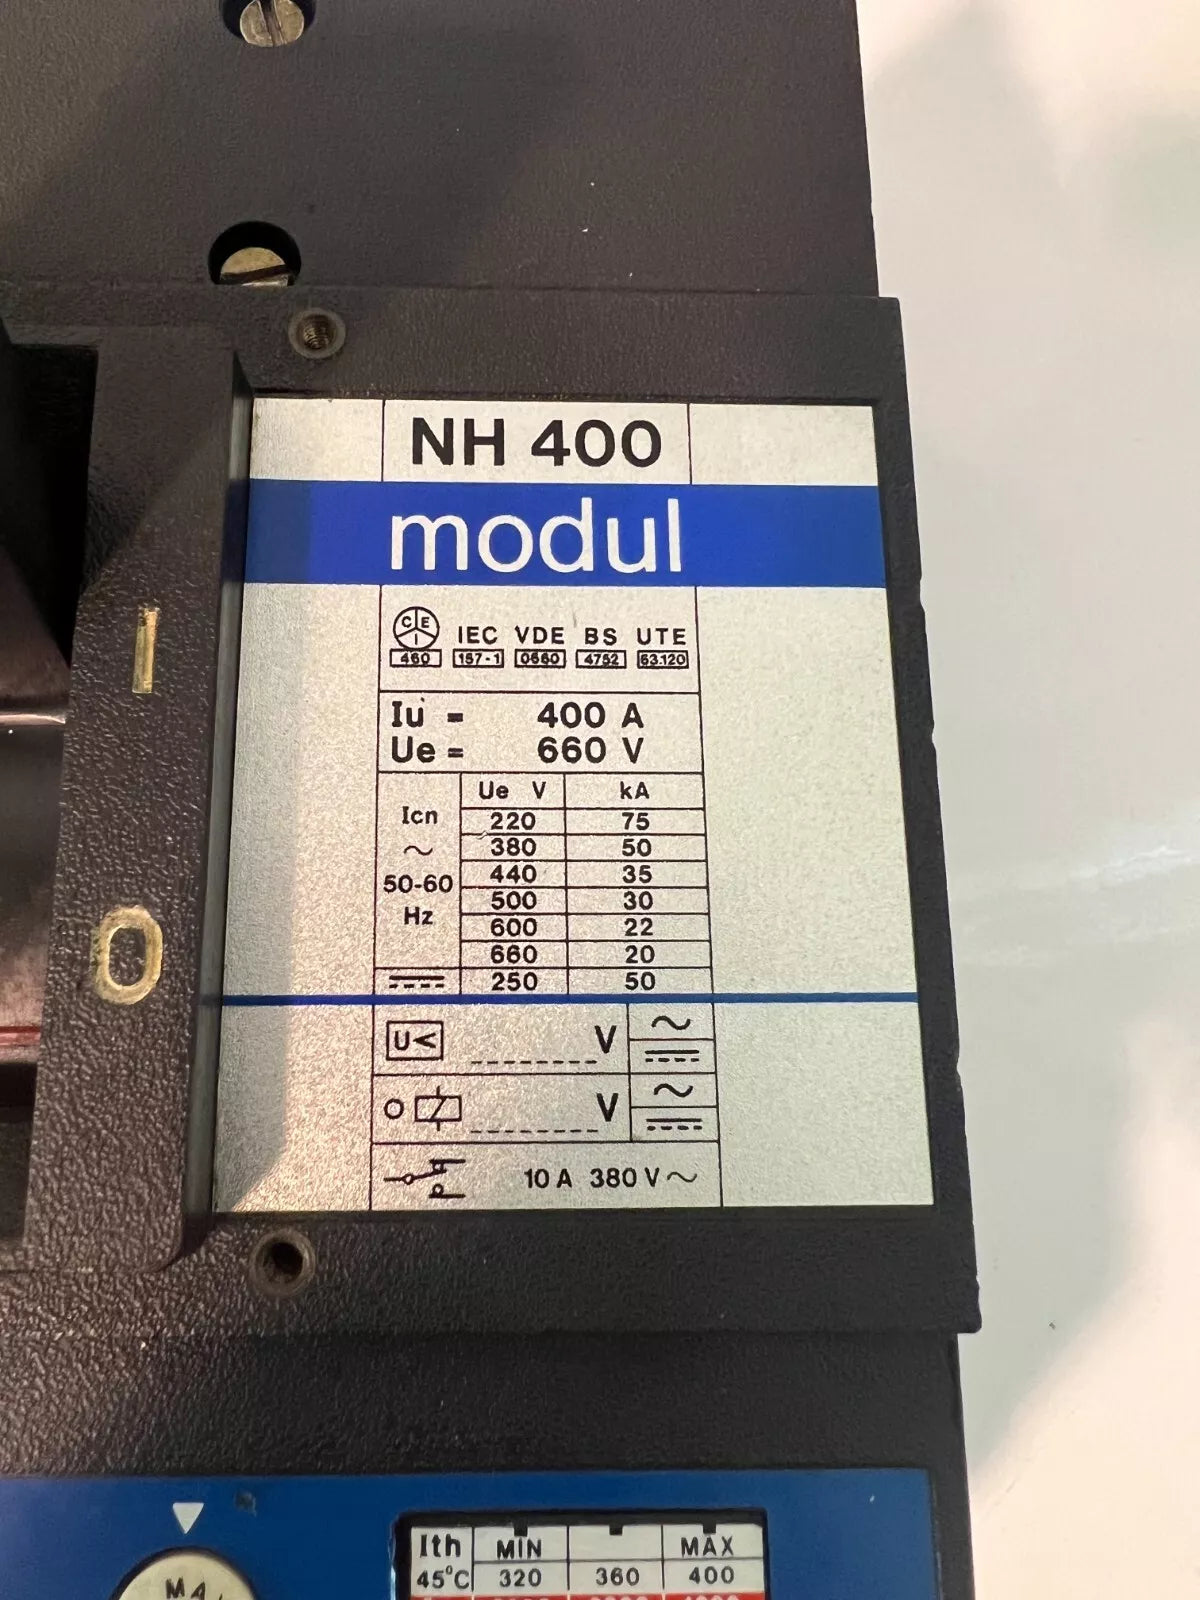 NH 400
modul
CEI IEC VDE BS UTE
460 157-1 0660 4752 63.120
Iu = 400 A
Ue = 660 V
Ue V kA
Icn
~
50-60
Hz
220 75
380 50
440 35
500 30
600 22
660 20
250 50
I
O
U< V ~
O V ~
10 A 380 V ~
Ith MIN MAX
45°C 320 360 400